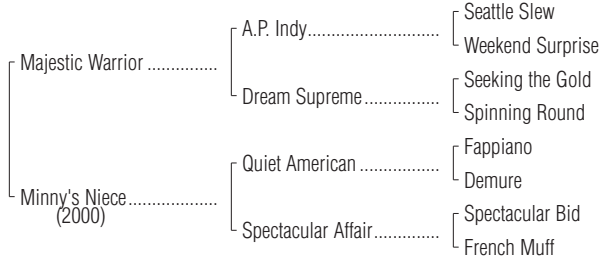 Seattle Slew
A.P. Indy..............................
Weekend Surprise
Majestic Warrior ................
Seeking the Gold
Dream Supreme.................
Spinning Round
Fappiano
Quiet American ..................
Demure
Minny's Niece....................
(2000)
Spectacular Bid
Spectacular Affair...............
French Muff